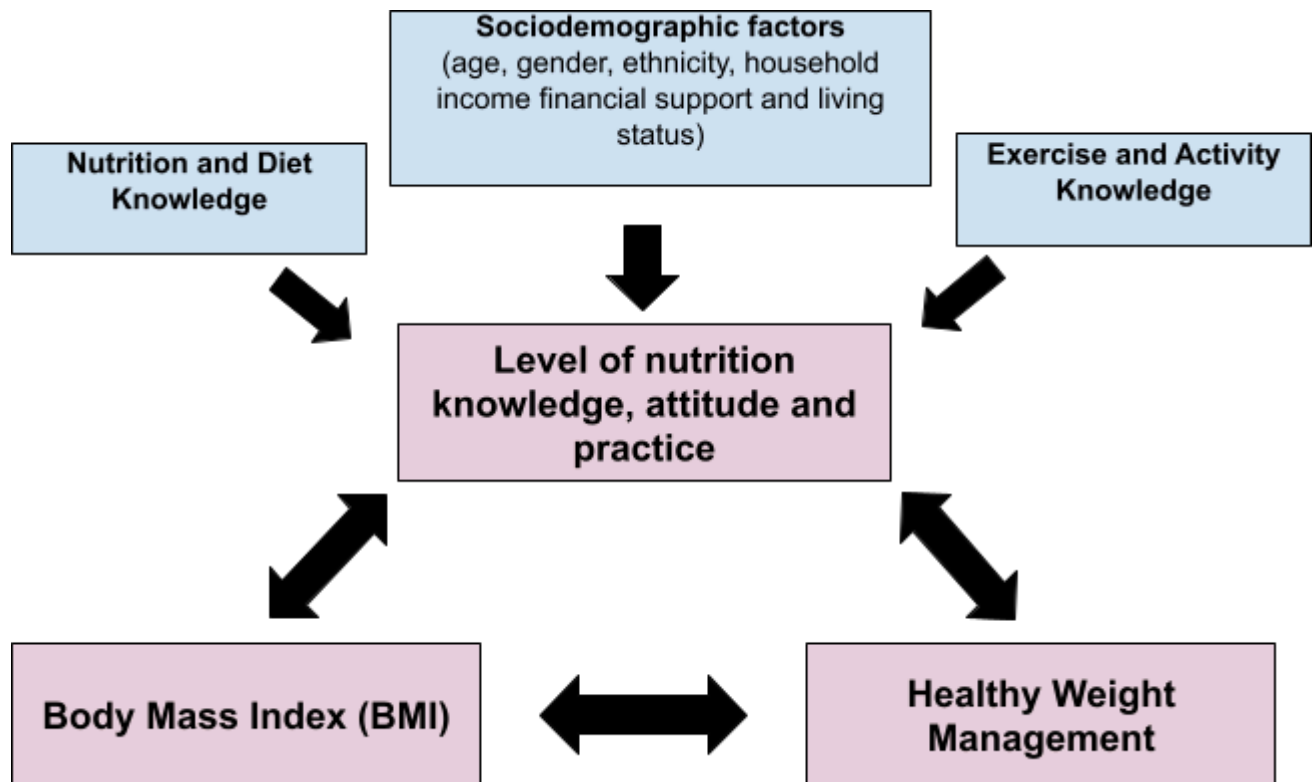 Sociodemographic factors
(age, gender, ethnicity, household
income financial support and living
status)
Nutrition and Diet
Knowledge
Exercise and Activity
Knowledge
Level of nutrition
knowledge, attitude and
practice
Body Mass Index (BMI)
Healthy Weight
Management